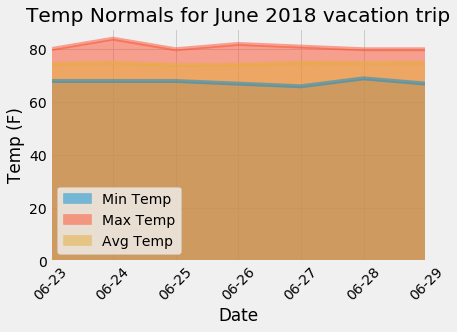 Temp Normals for June 2018 vacation trip
Temp (F)
80
60
40
20
0
Min Temp
Max Temp
Avg Temp
06-23
06-24
06-25
06-26
06-27
06-28
06-29
Date